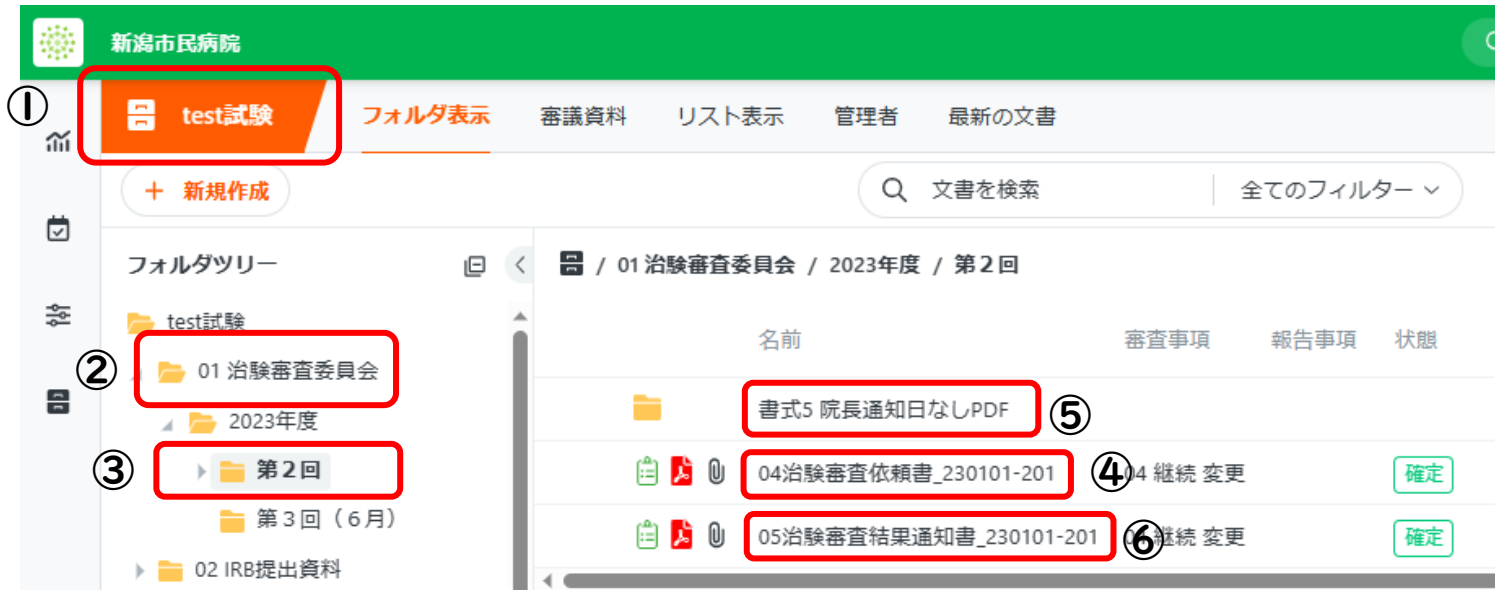 新潟市民病院
① test試験 フォルダ表示 審議資料 リスト表示 管理者 最新の文書
+ 新規作成 文書を検索 全てのフィルター
フォルダツリー / 01 治験審査委員会 / 2023年度 / 第2回
test試験
名前 審査事項 報告事項 状態
② 01 治験審査委員会
書式5 院長通知日なしPDF ⑤
2023年度
③ 第2回
04治験審査依頼書_230101-201 ④ 04 継続 変更 確定
第3回（6月）
05治験審査結果通知書_230101-201 ⑥ 継続 変更 確定
02 IRB提出資料